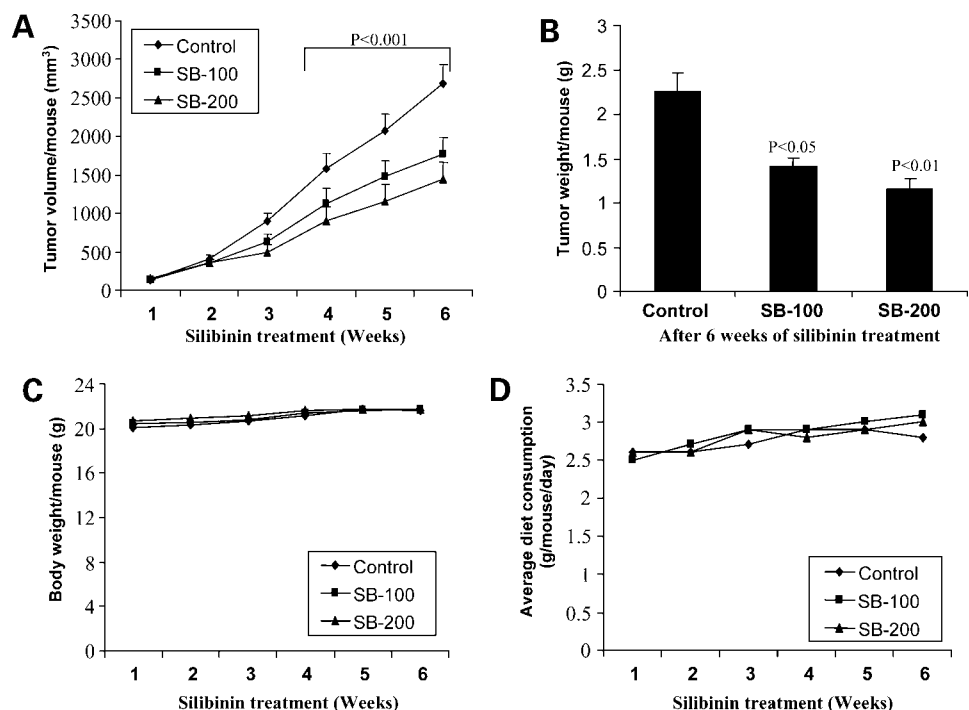 A
Tumor volume/mouse (mm³)
3500
3000
2500
2000
1500
1000
500
0
Control
SB-100
SB-200
P<0.001
1 2 3 4 5 6
Silibinin treatment (Weeks)
B
Tumor weight/mouse (g)
3
2.5
2
1.5
1
0.5
0
P<0.05
P<0.01
Control SB-100 SB-200
After 6 weeks of silibinin treatment
C
Body weight/mouse (g)
24
20
16
12
8
4
0
Control
SB-100
SB-200
1 2 3 4 5 6
Silibinin treatment (Weeks)
D
Average diet consumption
(g/mouse/day)
3.5
3
2.5
2
1.5
1
0.5
0
Control
SB-100
SB-200
1 2 3 4 5 6
Silibinin treatment (Weeks)